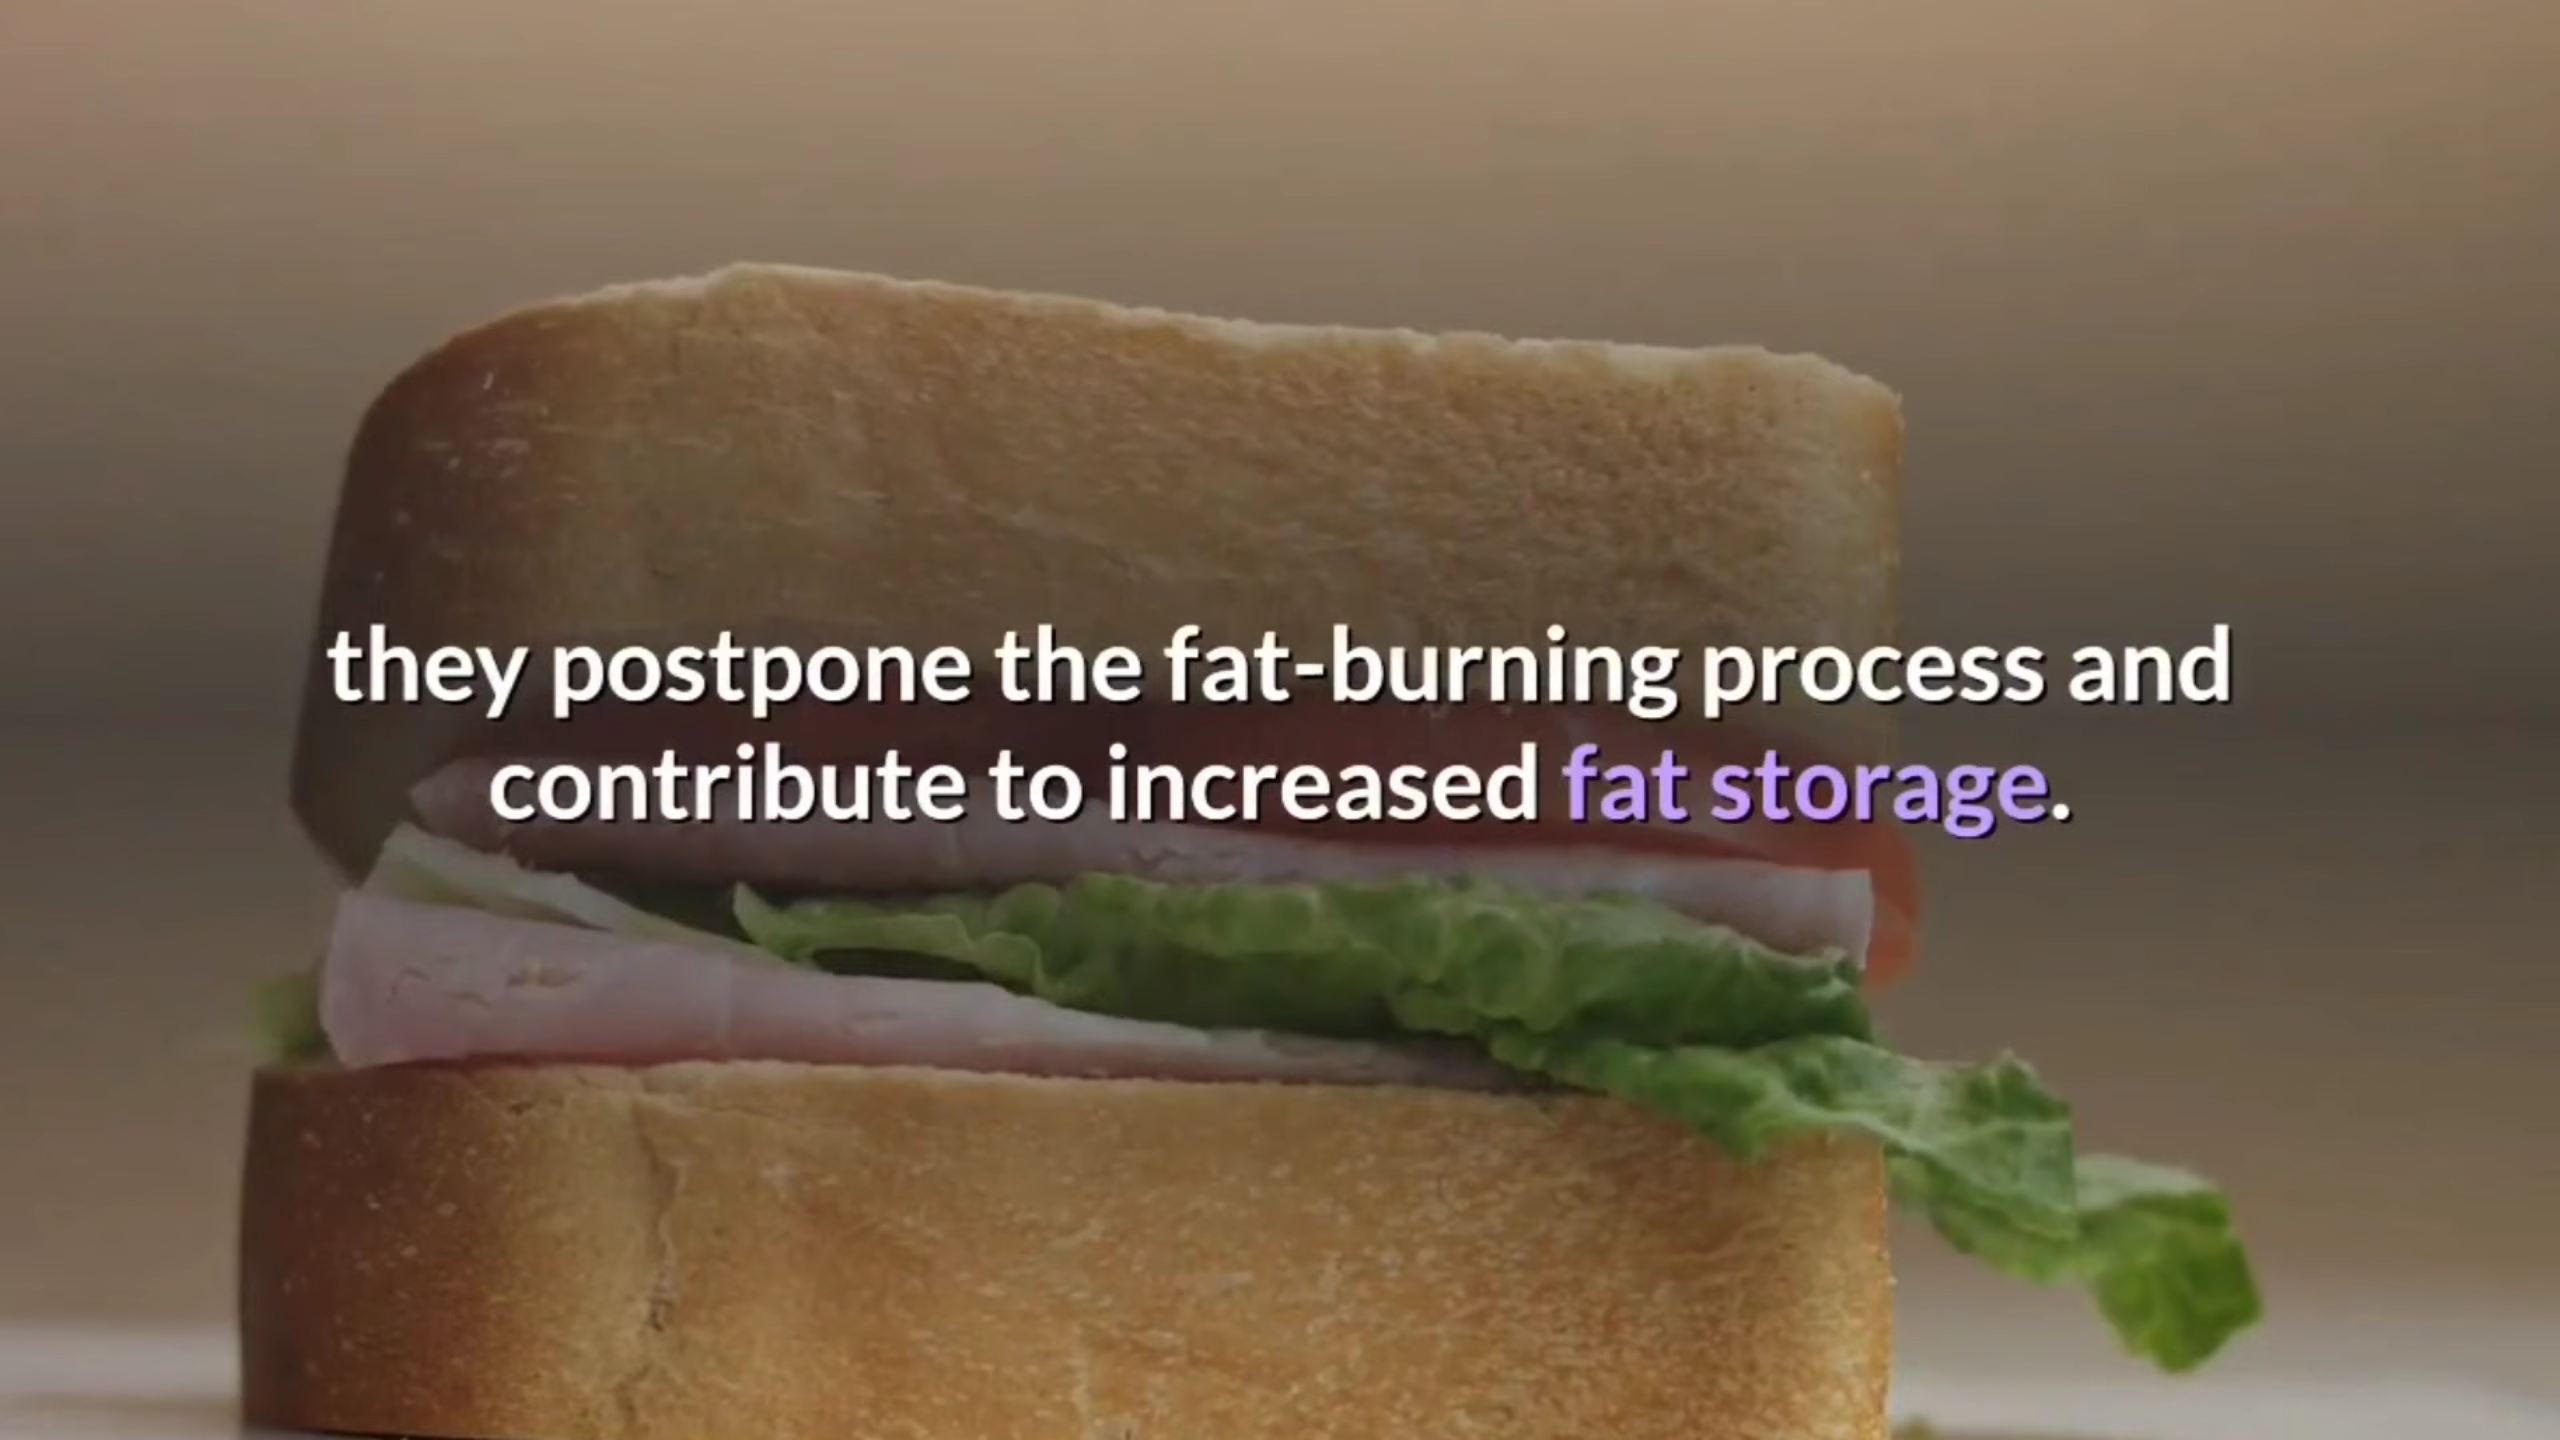 they postpone the fat-burning process and
contribute to increased fat storage.